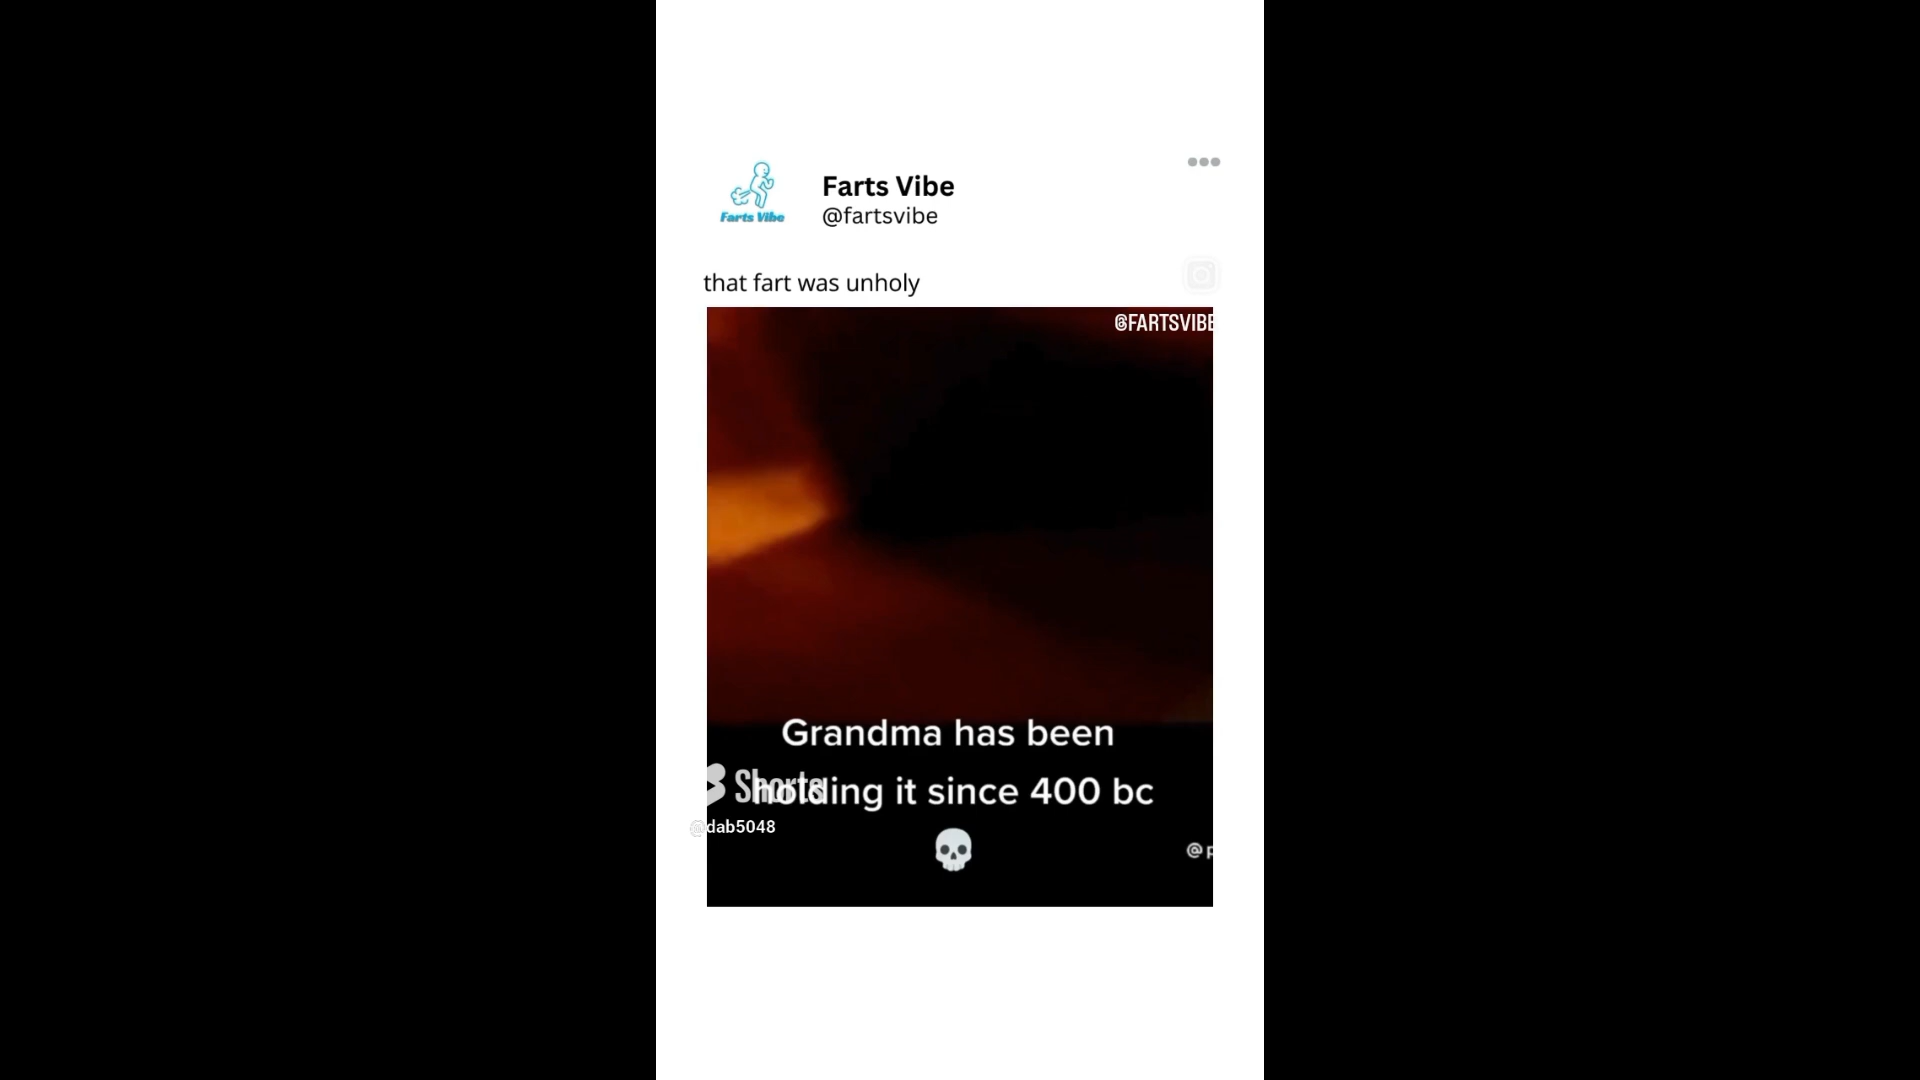 Farts Vibe
Farts Vibe
@fartsvibe
that fart was unholy
@FARTSVIBE
Grandma has been
holding it since 400 bc
Shorts
@dab5048
@p